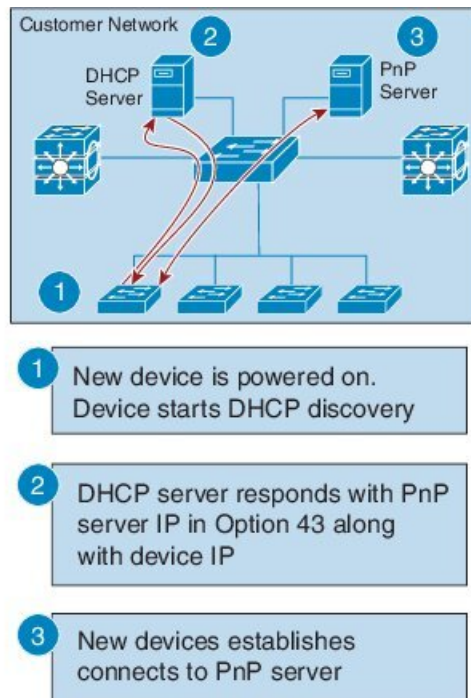 Customer Network
2
3
DHCP
Server
PnP
Server
1
1
New device is powered on.
Device starts DHCP discovery
2
DHCP server responds with PnP
server IP in Option 43 along
with device IP
3
New devices establishes
connects to PnP server